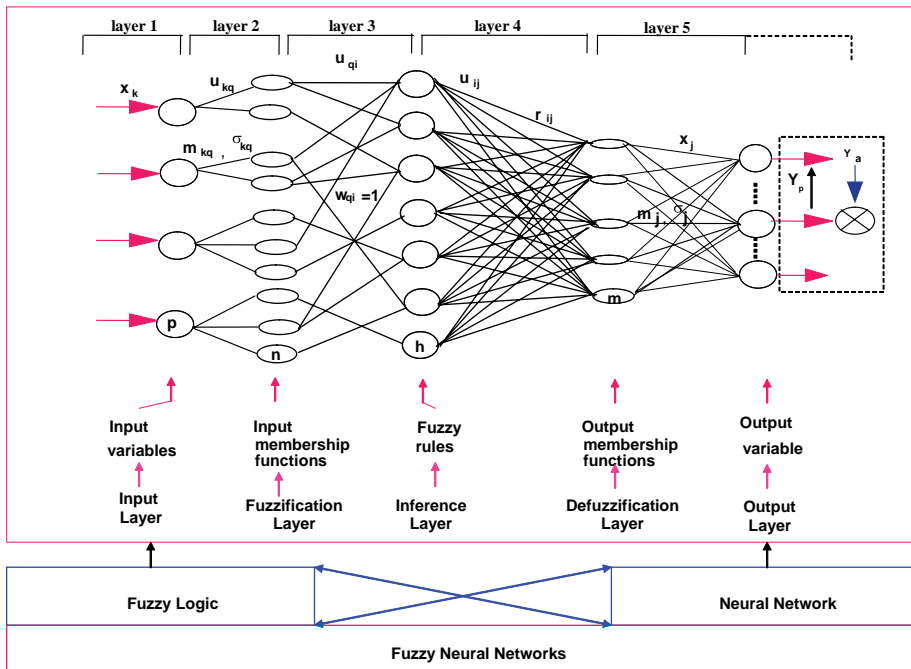 layer 1 layer 2 layer 3 layer 4 layer 5
x k
u kq
u qi
u ij
r ij
x j
m kq , σ kq
w qi =1
m j , σ j
Y p
Y a
p
n
h
m
Input
variables
Input
membership
functions
Fuzzy
rules
Output
membership
functions
Output
variable
Input
Layer
Fuzzification
Layer
Inference
Layer
Defuzzification
Layer
Output
Layer
Fuzzy Logic
Neural Network
Fuzzy Neural Networks